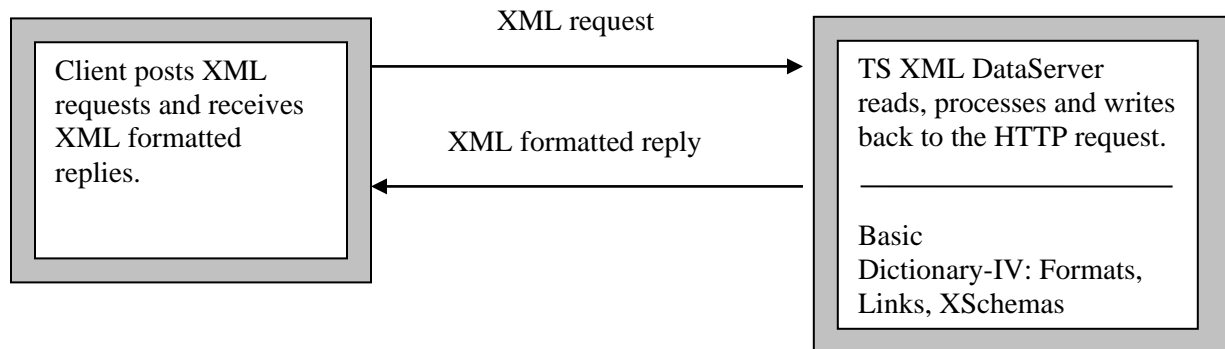 XML request
Client posts XML
requests and receives
XML formatted
replies.
XML formatted reply
TS XML DataServer
reads, processes and writes
back to the HTTP request.
Basic
Dictionary-IV: Formats,
Links, XSchemas